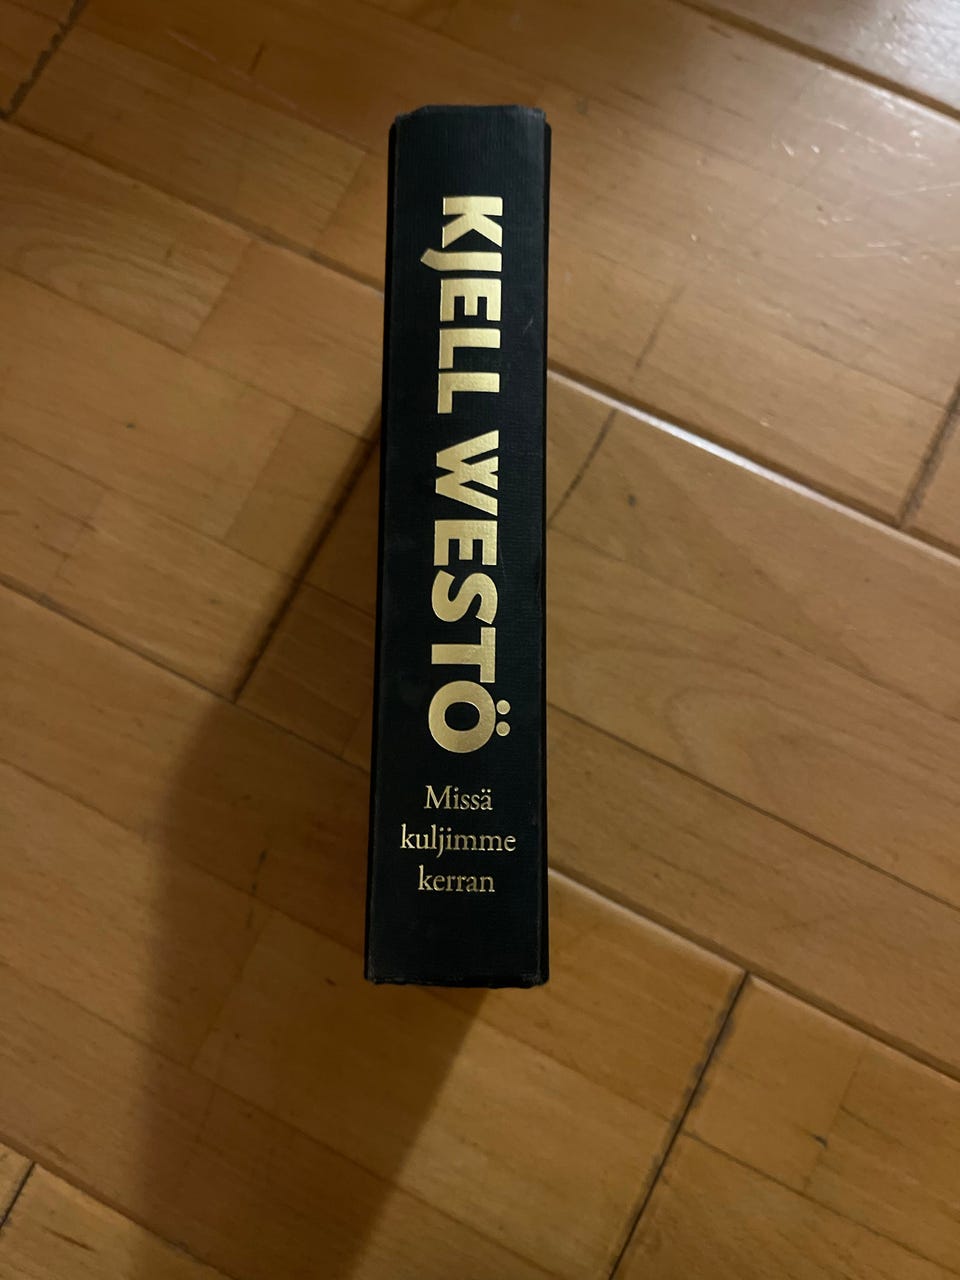 KJELL WESTÖ
Missä
kuljimme
kerran